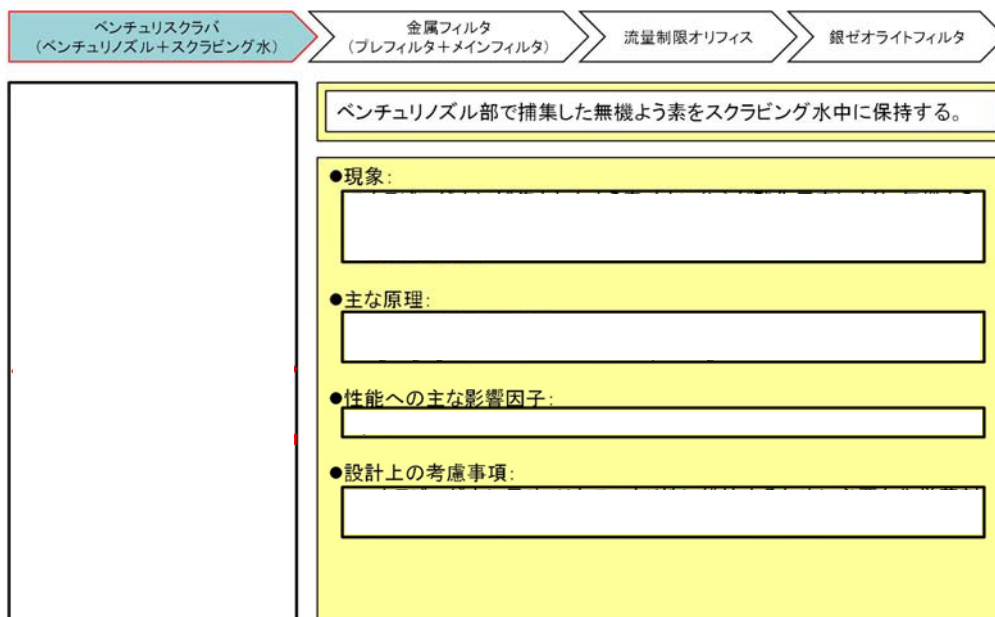 ベンチュリスクラバ
(ベンチュリノズル+スクラビング水)
金属フィルタ
(プレフィルタ+メインフィルタ)
流量制限オリフィス
銀ゼオライトフィルタ
ベンチュリノズル部で捕集した無機よう素をスクラビング水中に保持する。
●現象:
●主な原理:
●性能への主な影響因子:
●設計上の考慮事項: